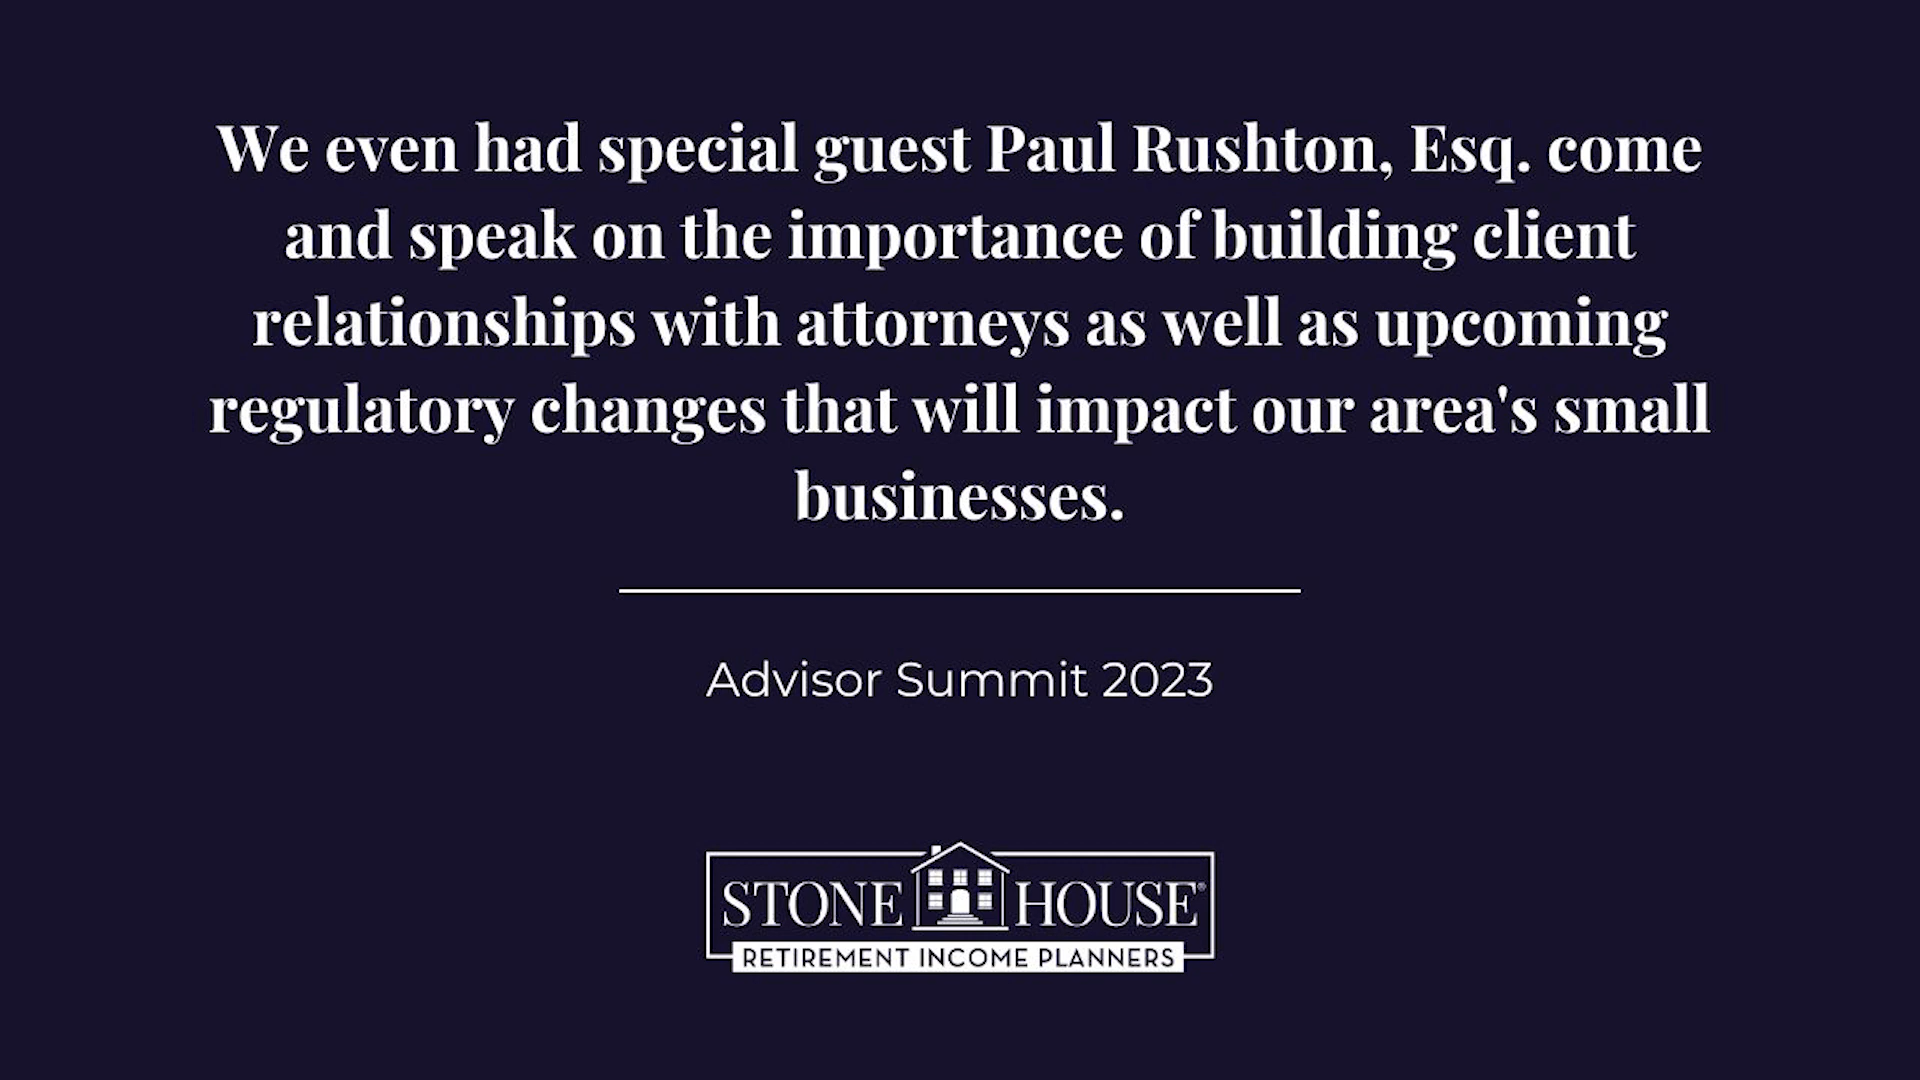 We even had special guest Paul Rushton, Esq. come
and speak on the importance of building client
relationships with attorneys as well as upcoming
regulatory changes that will impact our area's small
businesses.
Advisor Summit 2023
STONE HOUSE®
RETIREMENT INCOME PLANNERS